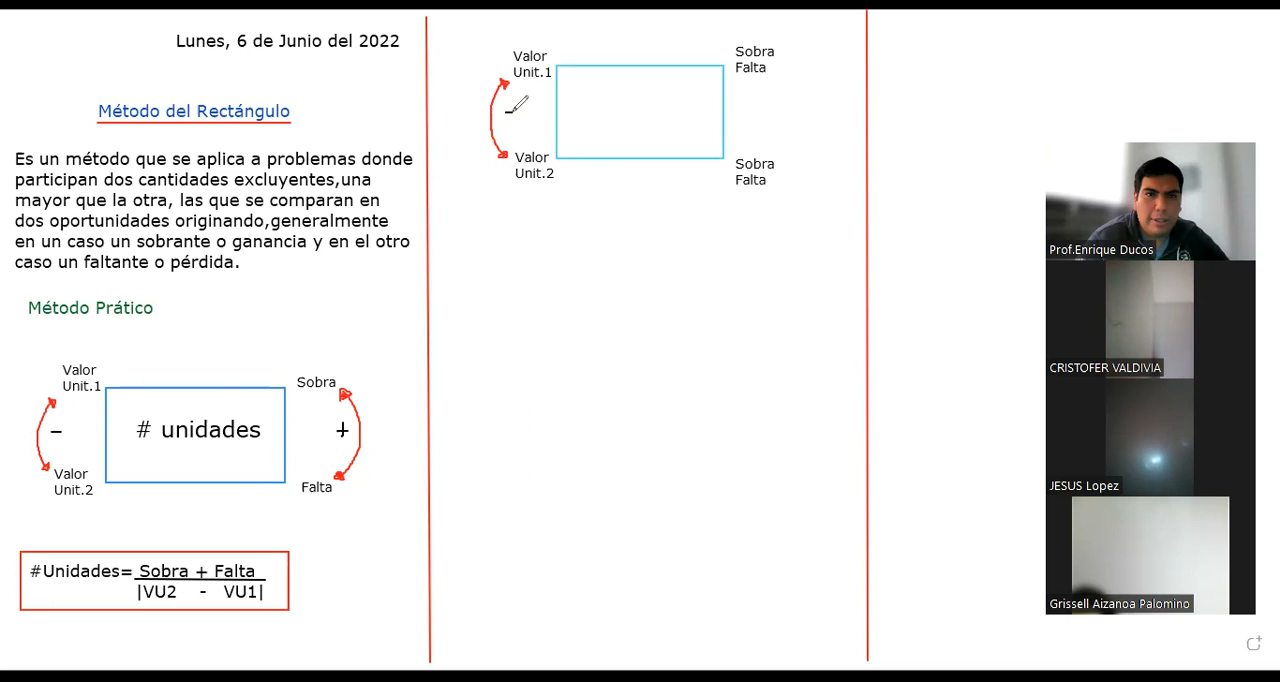 Lunes, 6 de Junio del 2022
Método del Rectángulo
Es un método que se aplica a problemas donde
participan dos cantidades excluyentes,una
mayor que la otra, las que se comparan en
dos oportunidades originando,generalmente
en un caso un sobrante o ganancia y en el otro
caso un faltante o pérdida.
Método Prático
Valor
Unit.1
Sobra
-
# unidades
+
Valor
Unit.2
Falta
#Unidades= Sobra + Falta
|VU2 - VU1|
Valor
Unit.1
Sobra
Falta
-
Valor
Unit.2
Sobra
Falta
Prof.Enrique Ducos
CRISTOFER VALDIVIA
JESUS Lopez
Grissell Aizanoa Palomino